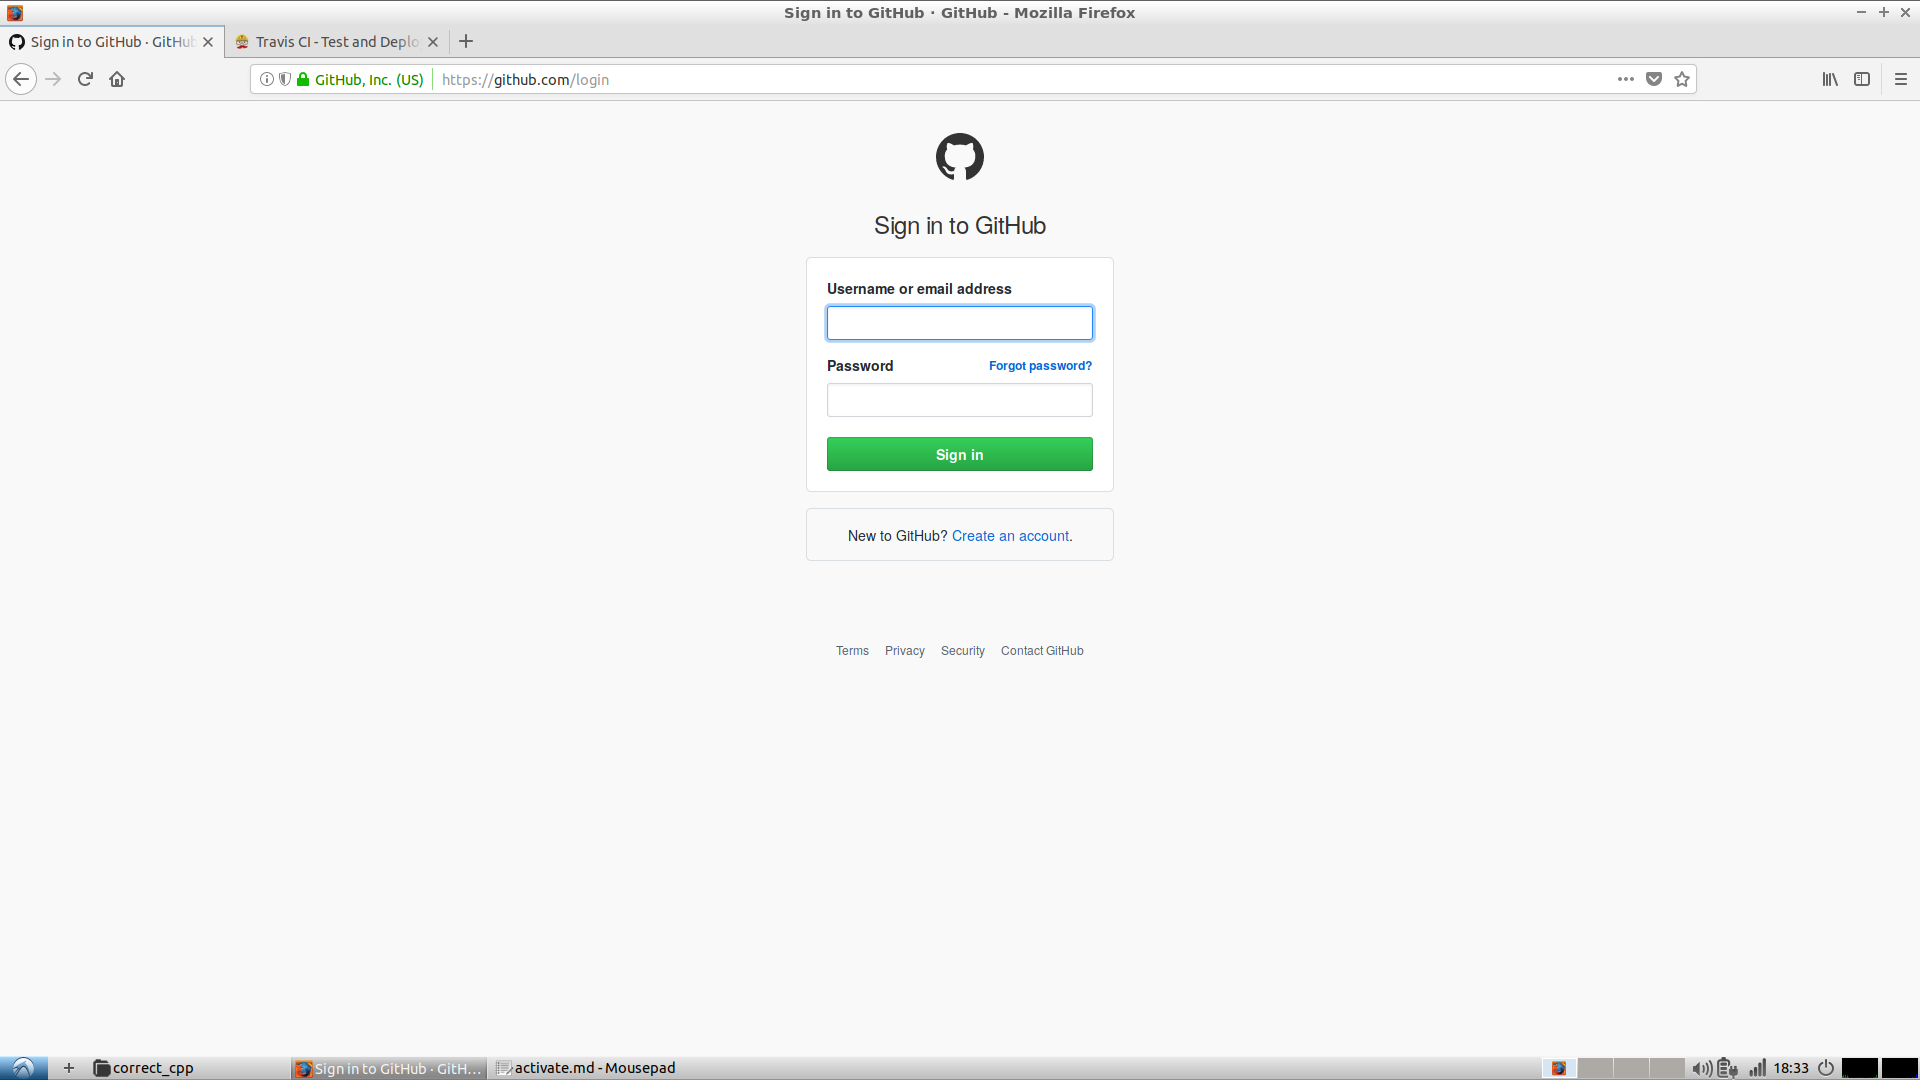 Sign in to GitHub · GitHub - Mozilla Firefox
Sign in to GitHub · GitHub
Travis CI - Test and Deplo
GitHub, Inc. (US)
https://github.com/login
Sign in to GitHub
Username or email address
Password
Forgot password?
Sign in
New to GitHub? Create an account.
Terms Privacy Security Contact GitHub
correct_cpp
Sign in to GitHub · GitH...
activate.md - Mousepad
18:33